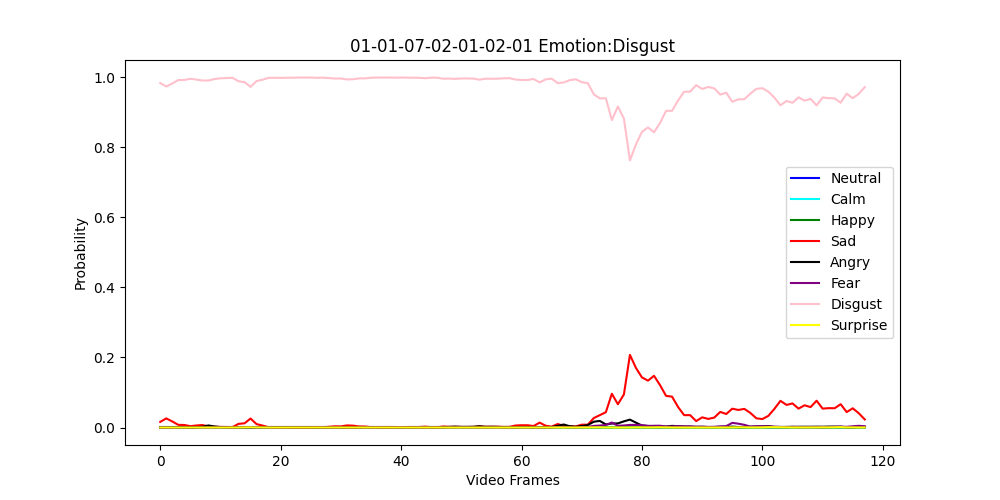 01-01-07-02-01-02-01 Emotion:Disgust
Probability
1.0
0.8
0.6
0.4
0.2
0.0
0
20
40
60
80
100
120
Video Frames
Neutral
Calm
Happy
Sad
Angry
Fear
Disgust
Surprise